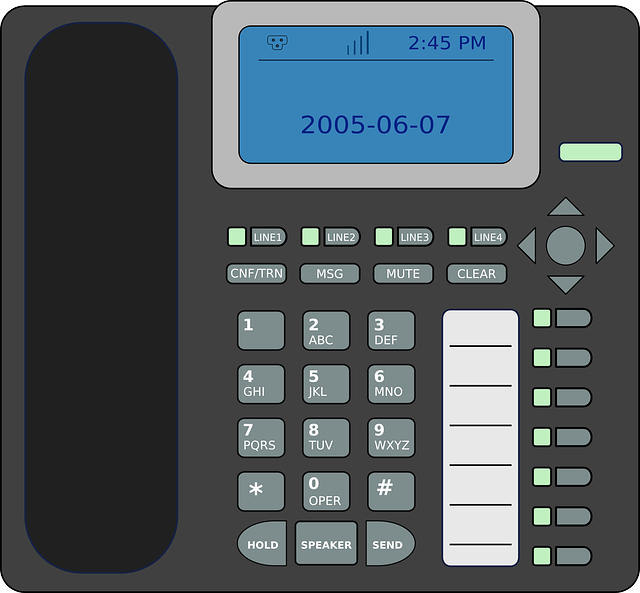 2:45 PM
2005-06-07
LINE1 LINE2 LINE3 LINE4
CNF/TRN MSG MUTE CLEAR
1 2 3
ABC DEF
4 5 6
GHI JKL MNO
7 8 9
PQRS TUV WXYZ
* 0 #
OPER
HOLD SPEAKER SEND